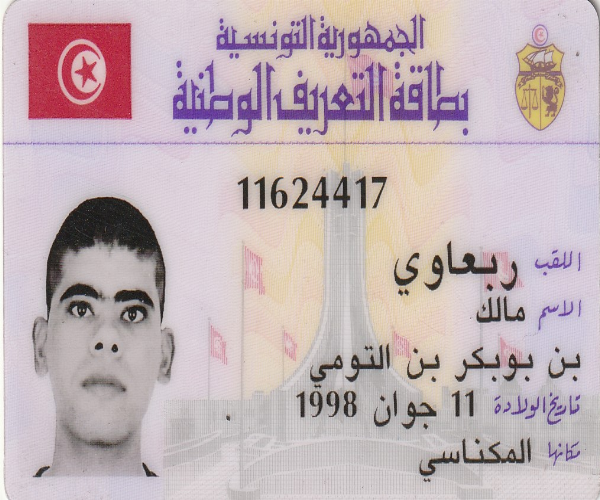 الجمهورية التونسية
بطاقة التعريف الوطنية
11624417
اللقب ربعاوي
الاسم مالك
بن بوبكر بن التومي
تاريخ الولادة 11 جوان 1998
مكانها المكناسي